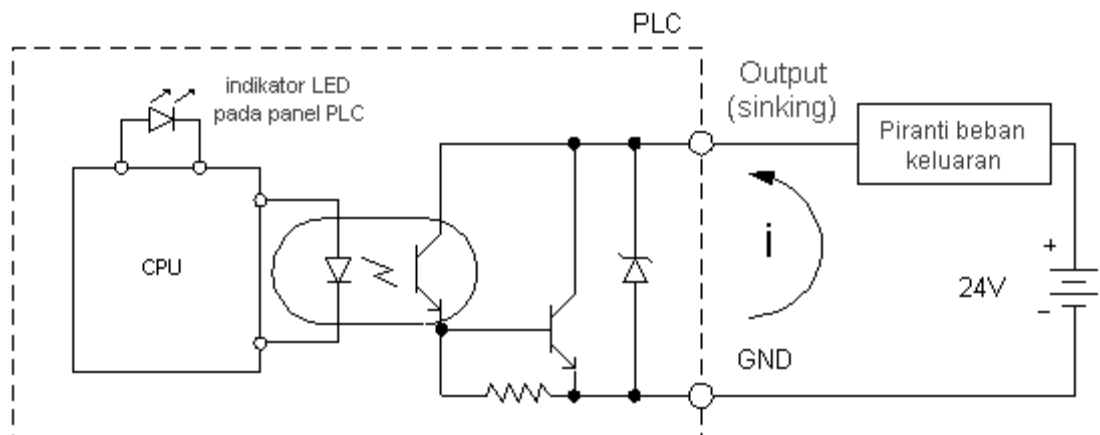 PLC
indikator LED
pada panel PLC
Output
(sinking)
Piranti beban
keluaran
CPU
i
+
24V
−
GND